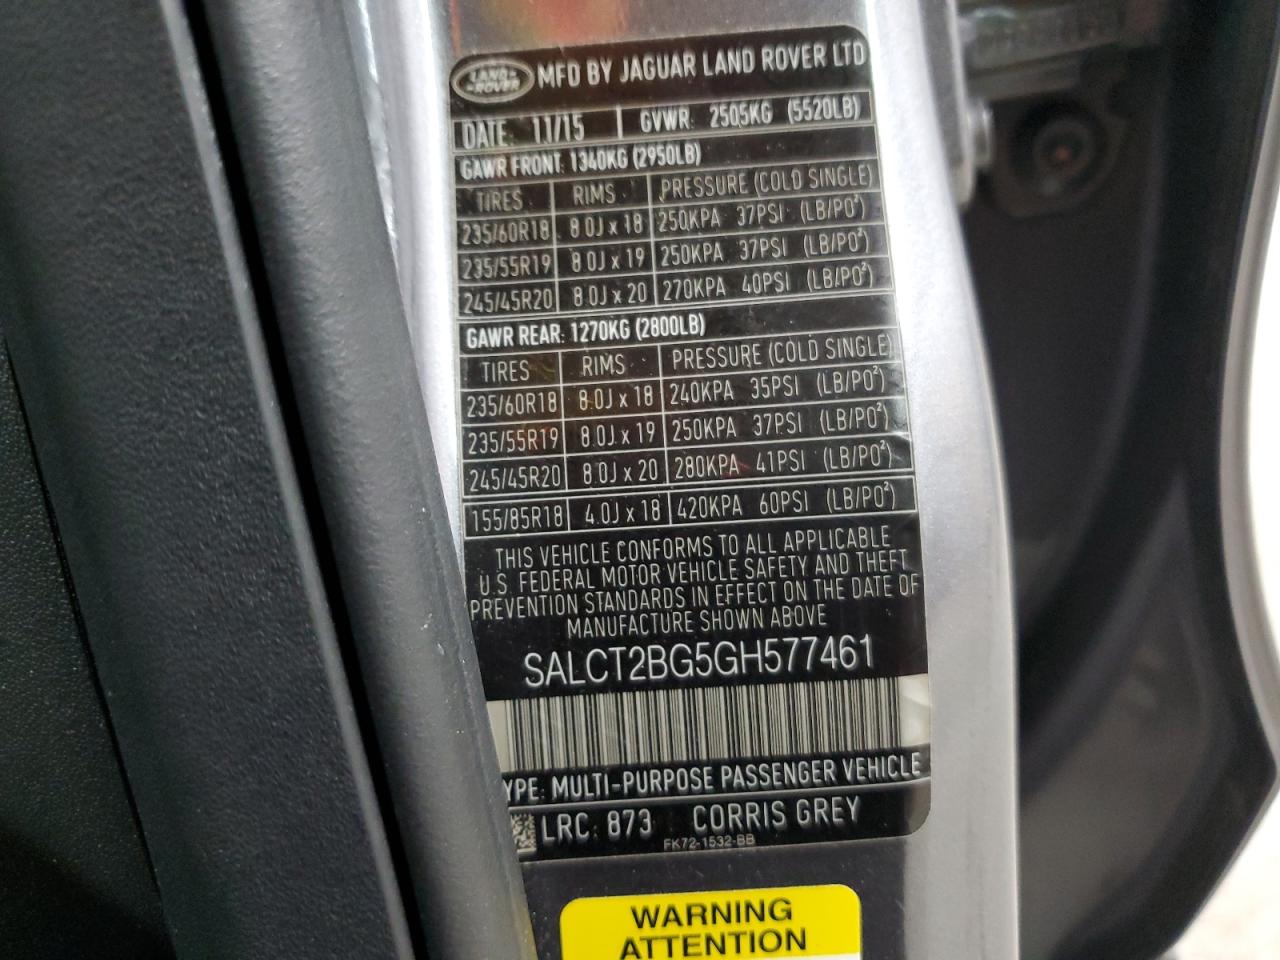 LAND ROVER MFD BY JAGUAR LAND ROVER LTD
DATE: 11/15 GVWR: 2505KG (5520LB)
GAWR FRONT: 1340KG (2950LB)
TIRES RIMS PRESSURE (COLD SINGLE)
235/60R18 8.0J x 18 250KPA 37PSI (LB/PO²)
235/55R19 8.0J x 19 250KPA 37PSI (LB/PO²)
245/45R20 8.0J x 20 270KPA 40PSI (LB/PO²)
GAWR REAR: 1270KG (2800LB)
TIRES RIMS PRESSURE (COLD SINGLE)
235/60R18 8.0J x 18 240KPA 35PSI (LB/PO²)
235/55R19 8.0J x 19 250KPA 37PSI (LB/PO²)
245/45R20 8.0J x 20 280KPA 41PSI (LB/PO²)
155/85R18 4.0J x 18 420KPA 60PSI (LB/PO²)
THIS VEHICLE CONFORMS TO ALL APPLICABLE
U.S. FEDERAL MOTOR VEHICLE SAFETY AND THEFT
PREVENTION STANDARDS IN EFFECT ON THE DATE OF
MANUFACTURE SHOWN ABOVE
SALCT2BG5GH577461
YPE: MULTI-PURPOSE PASSENGER VEHICLE
LRC: 873 CORRIS GREY
FK72-1532-BB
WARNING
ATTENTION